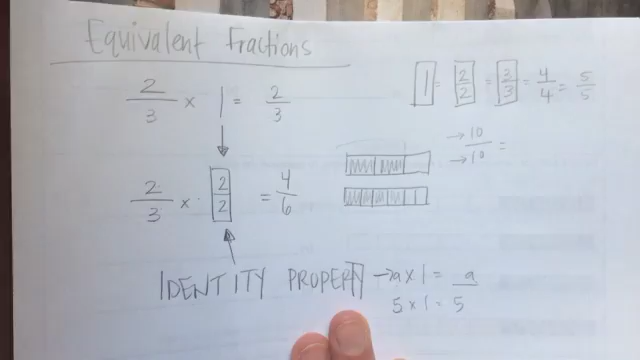 Equivalent Fractions
2/3 × 1 = 2/3
1 = 2/2 = 3/3 = 4/4 = 5/5
→ 10/→ 10 =
2/3 × 2/2 = 4/6
IDENTITY PROPERTY → a × 1 = a
5 × 1 = 5